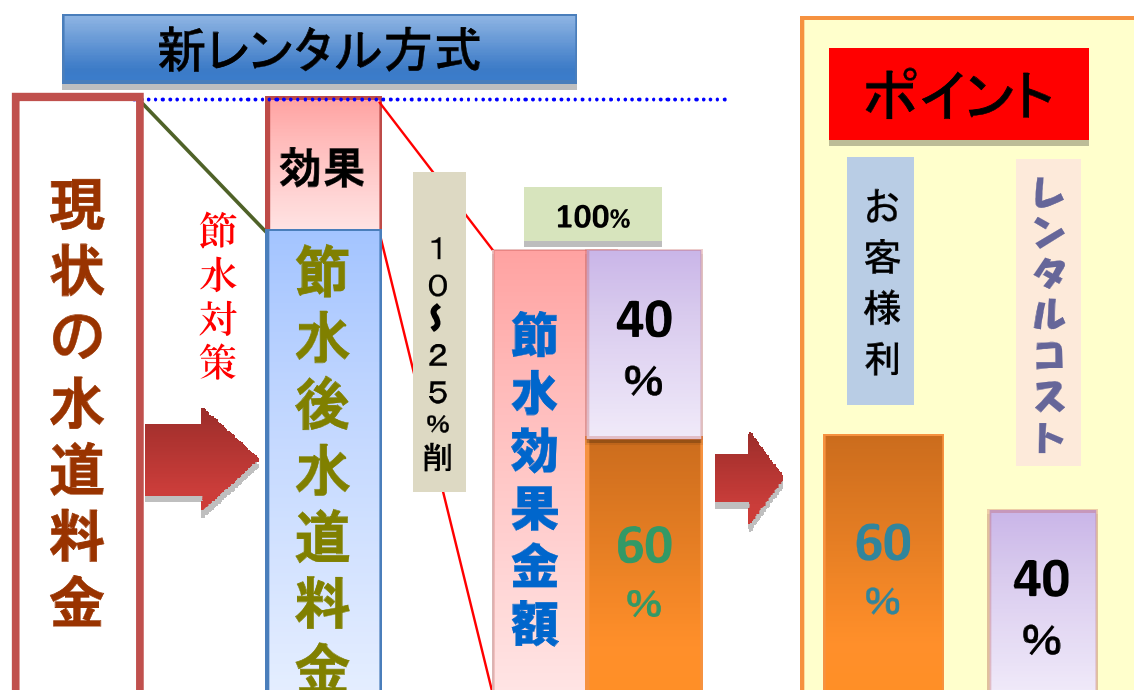 新レンタル方式
現状の水道料金
節水対策
効果
節水後水道料金
10〜25%削
100%
節水効果金額
40
%
60
%
ポイント
お客様利
レンタルコスト
60
%
40
%